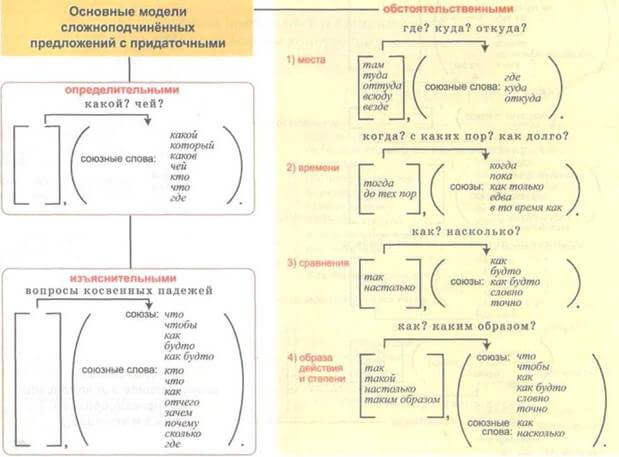 Основные модели
сложноподчинённых
предложений с придаточными
определительными
какой? чей?
союзные слова:
какой
который
каков
чей
кто
что
где
изъяснительными
вопросы косвенных падежей
союзы: что
чтобы
как
будто
как будто
союзные слова: кто
что
как
отчего
зачем
почему
сколько
где
обстоятельственными
где? куда? откуда?
1) места
там
туда
оттуда
всюду
везде
союзные слова:
где
куда
откуда
когда? с каких пор? как долго?
2) времени
тогда
до тех пор
союзы:
когда
пока
как только
едва
в то время как
как? насколько?
3) сравнения
так
настолько
союзы:
как
будто
как будто
словно
точно
как? каким образом?
4) образа
действия
и степени
так
такой
настолько
таким образом
союзы: что
чтобы
как
как будто
словно
точно
союзные
слова: как
насколько